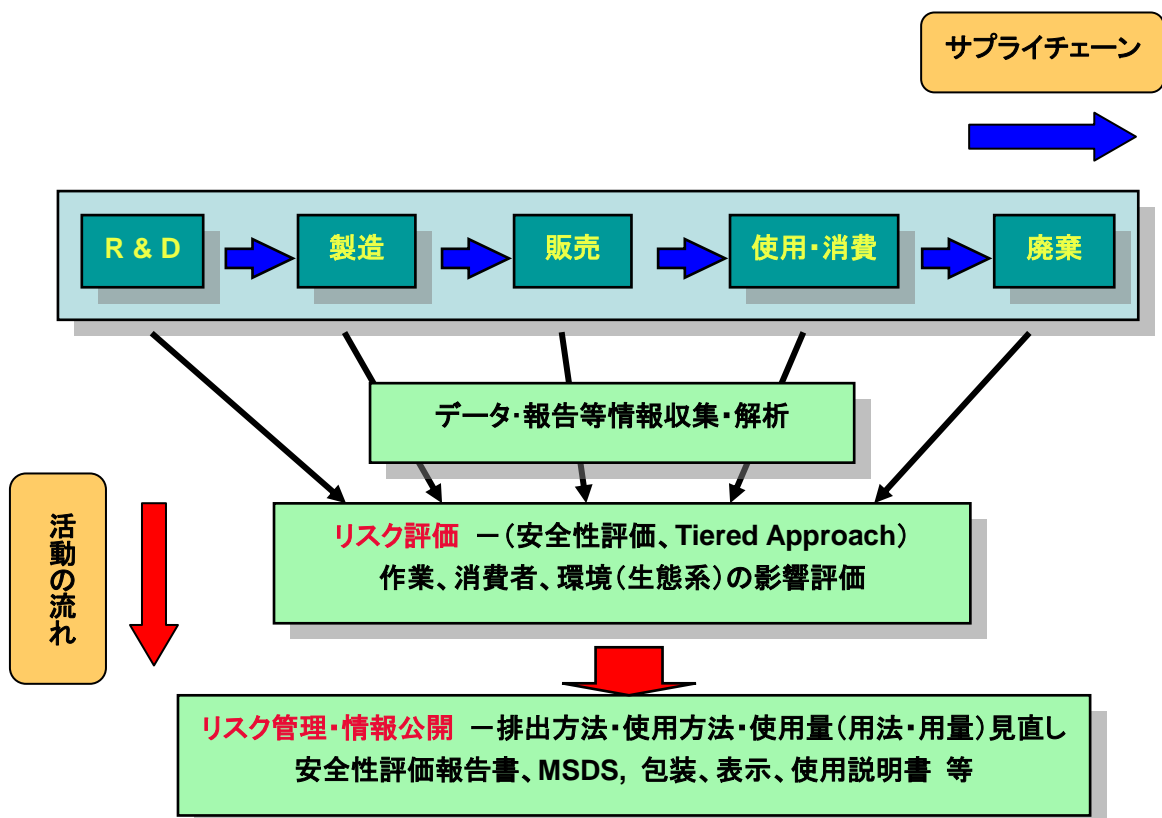 サプライチェーン
R & D
製造
販売
使用・消費
廃棄
データ・報告等情報収集・解析
活動の流れ
リスク評価 －（安全性評価、Tiered Approach）
作業、消費者、環境（生態系）の影響評価
リスク管理・情報公開 －排出方法・使用方法・使用量（用法・用量）見直し
安全性評価報告書、MSDS, 包装、表示、使用説明書 等